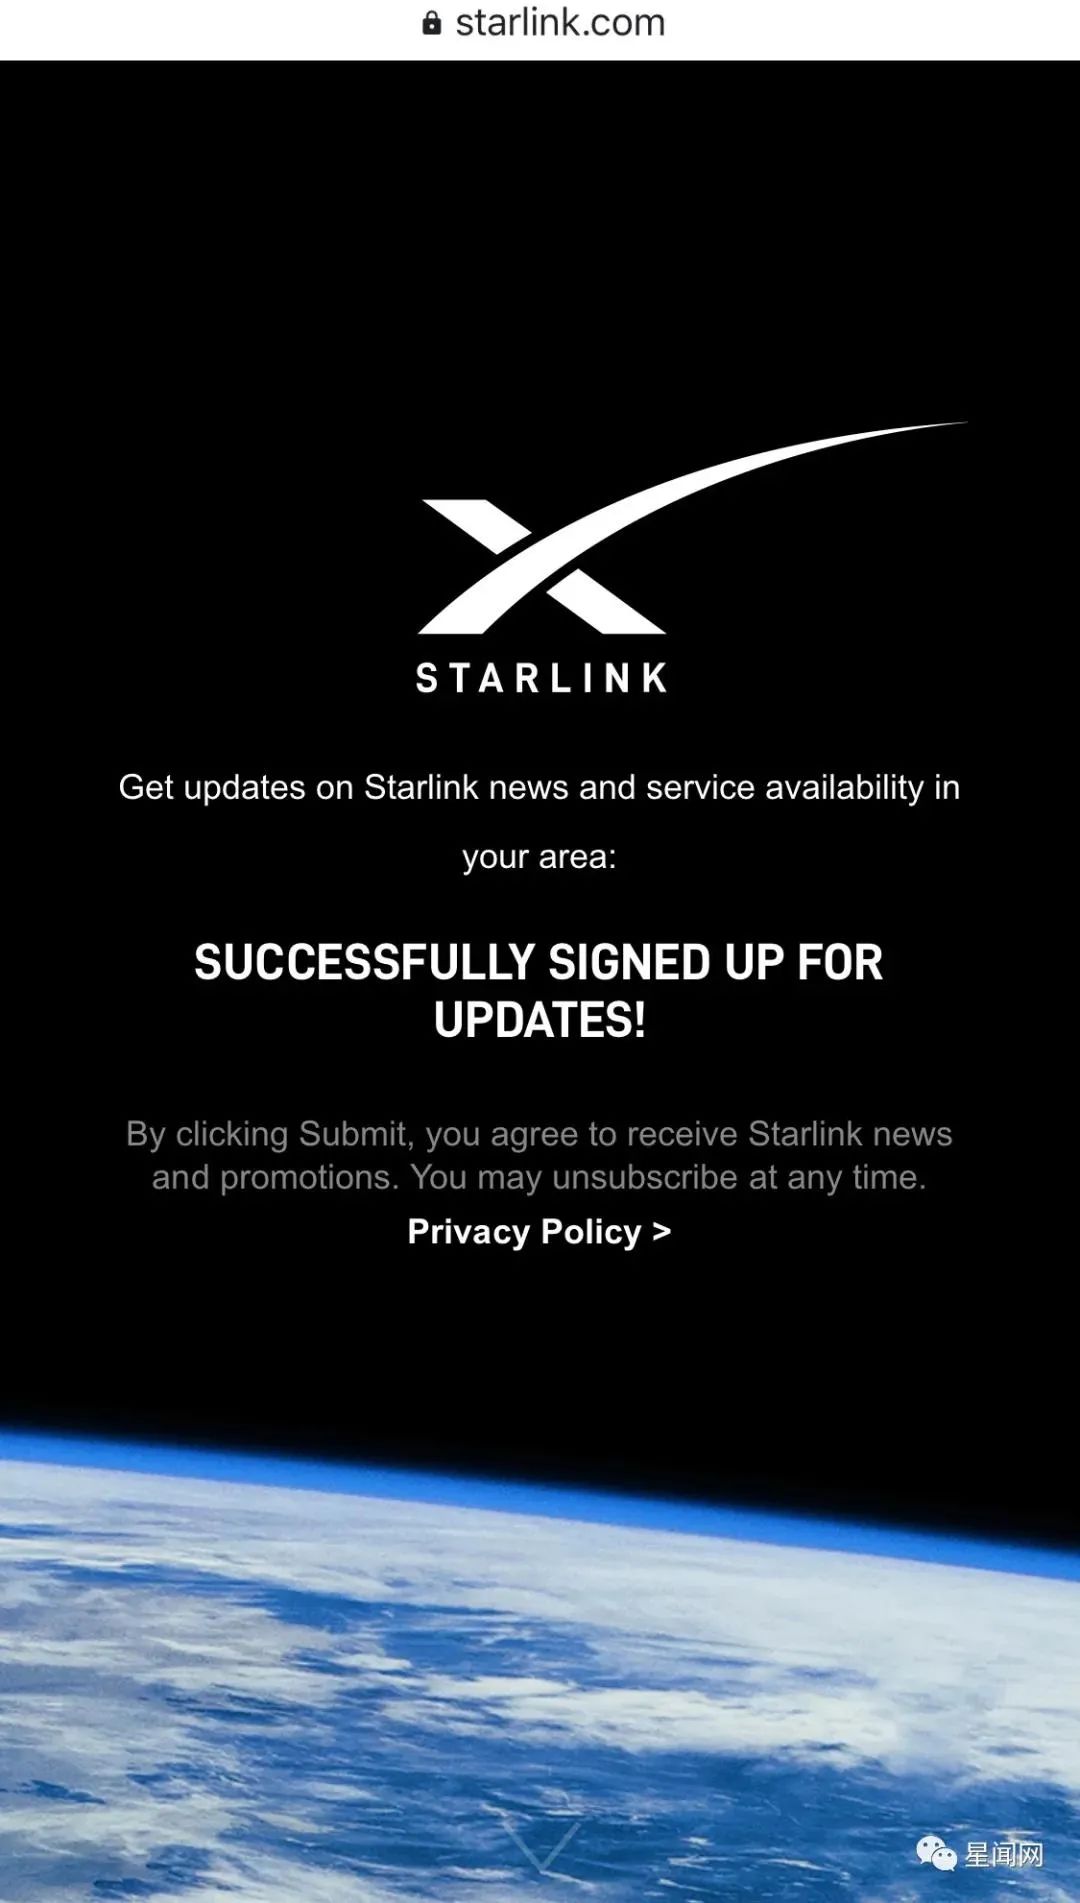 starlink.com
STARLINK
Get updates on Starlink news and service availability in
your area:
SUCCESSFULLY SIGNED UP FOR
UPDATES!
By clicking Submit, you agree to receive Starlink news
and promotions. You may unsubscribe at any time.
Privacy Policy >
星闻网